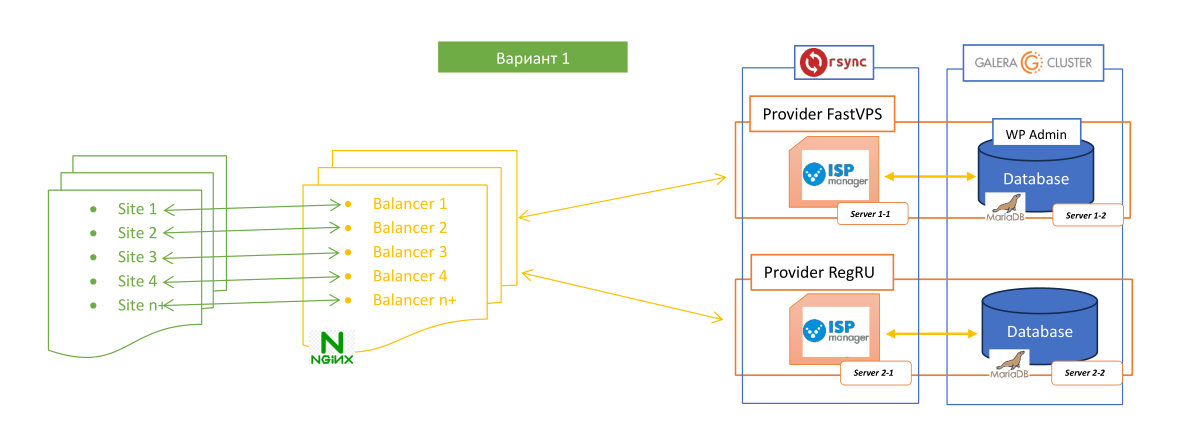 Вариант 1
rsync
GALERA CLUSTER
Provider FastVPS
WP Admin
ISP
manager
Database
MariaDB
Server 1-1
Server 1-2
Site 1
Site 2
Site 3
Site 4
Site n+
Balancer 1
Balancer 2
Balancer 3
Balancer 4
Balancer n+
NGINX
Provider RegRU
ISP
manager
Database
MariaDB
Server 2-1
Server 2-2